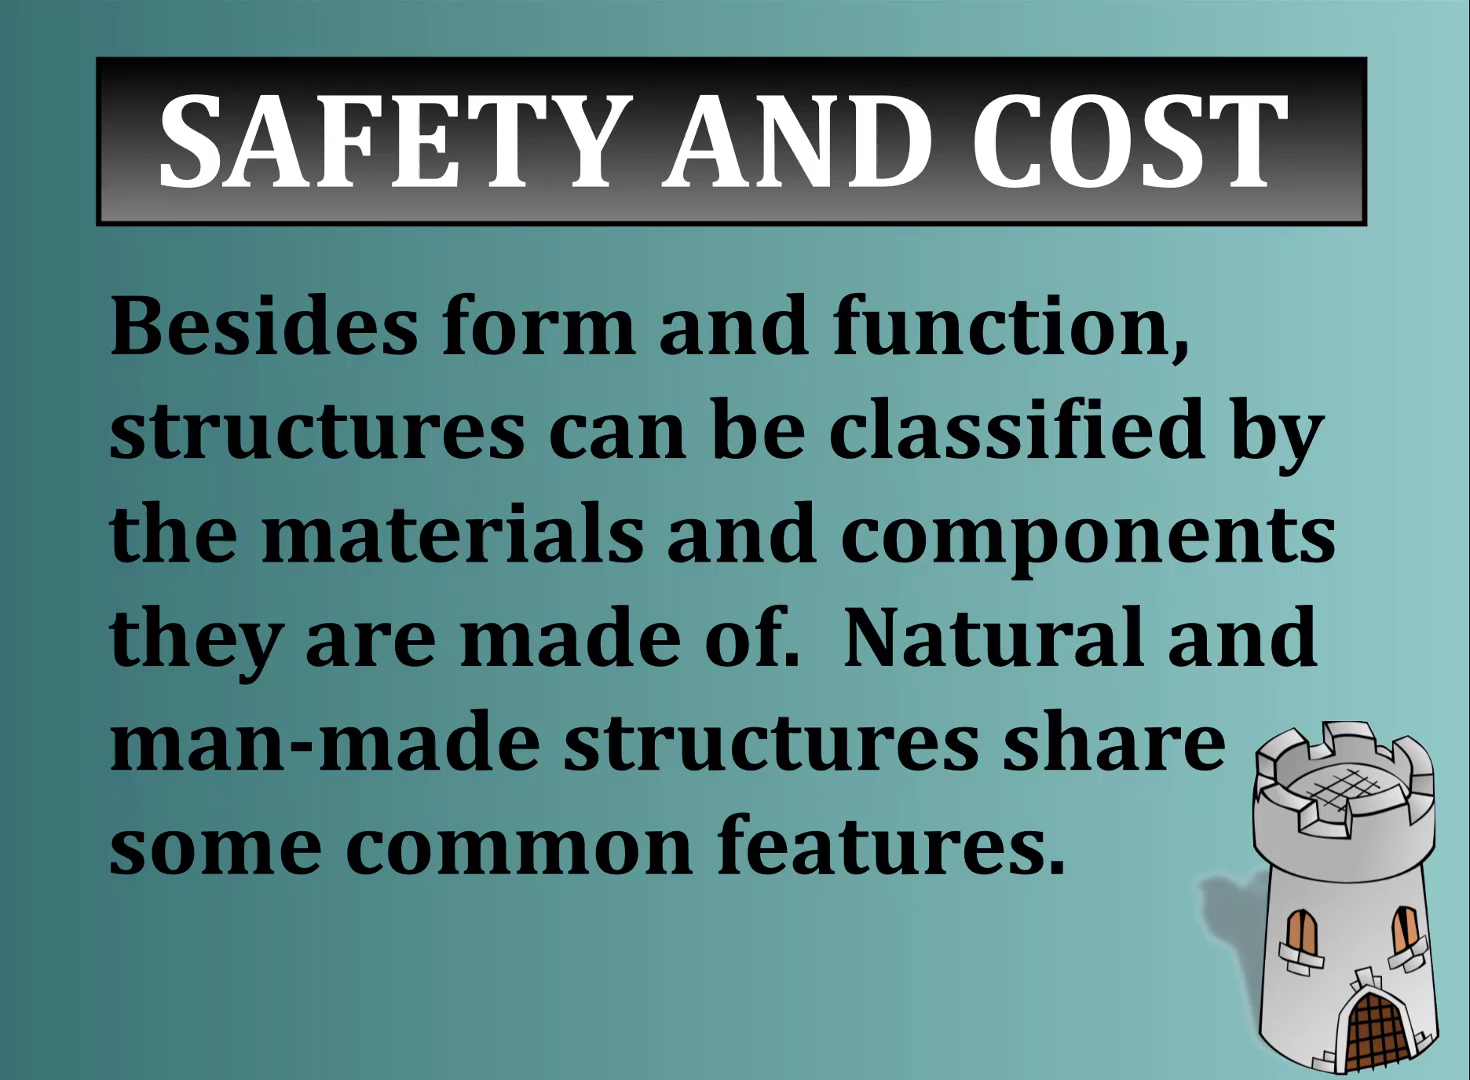 SAFETY AND COST
Besides form and function,
structures can be classified by
the materials and components
they are made of.  Natural and
man-made structures share
some common features.